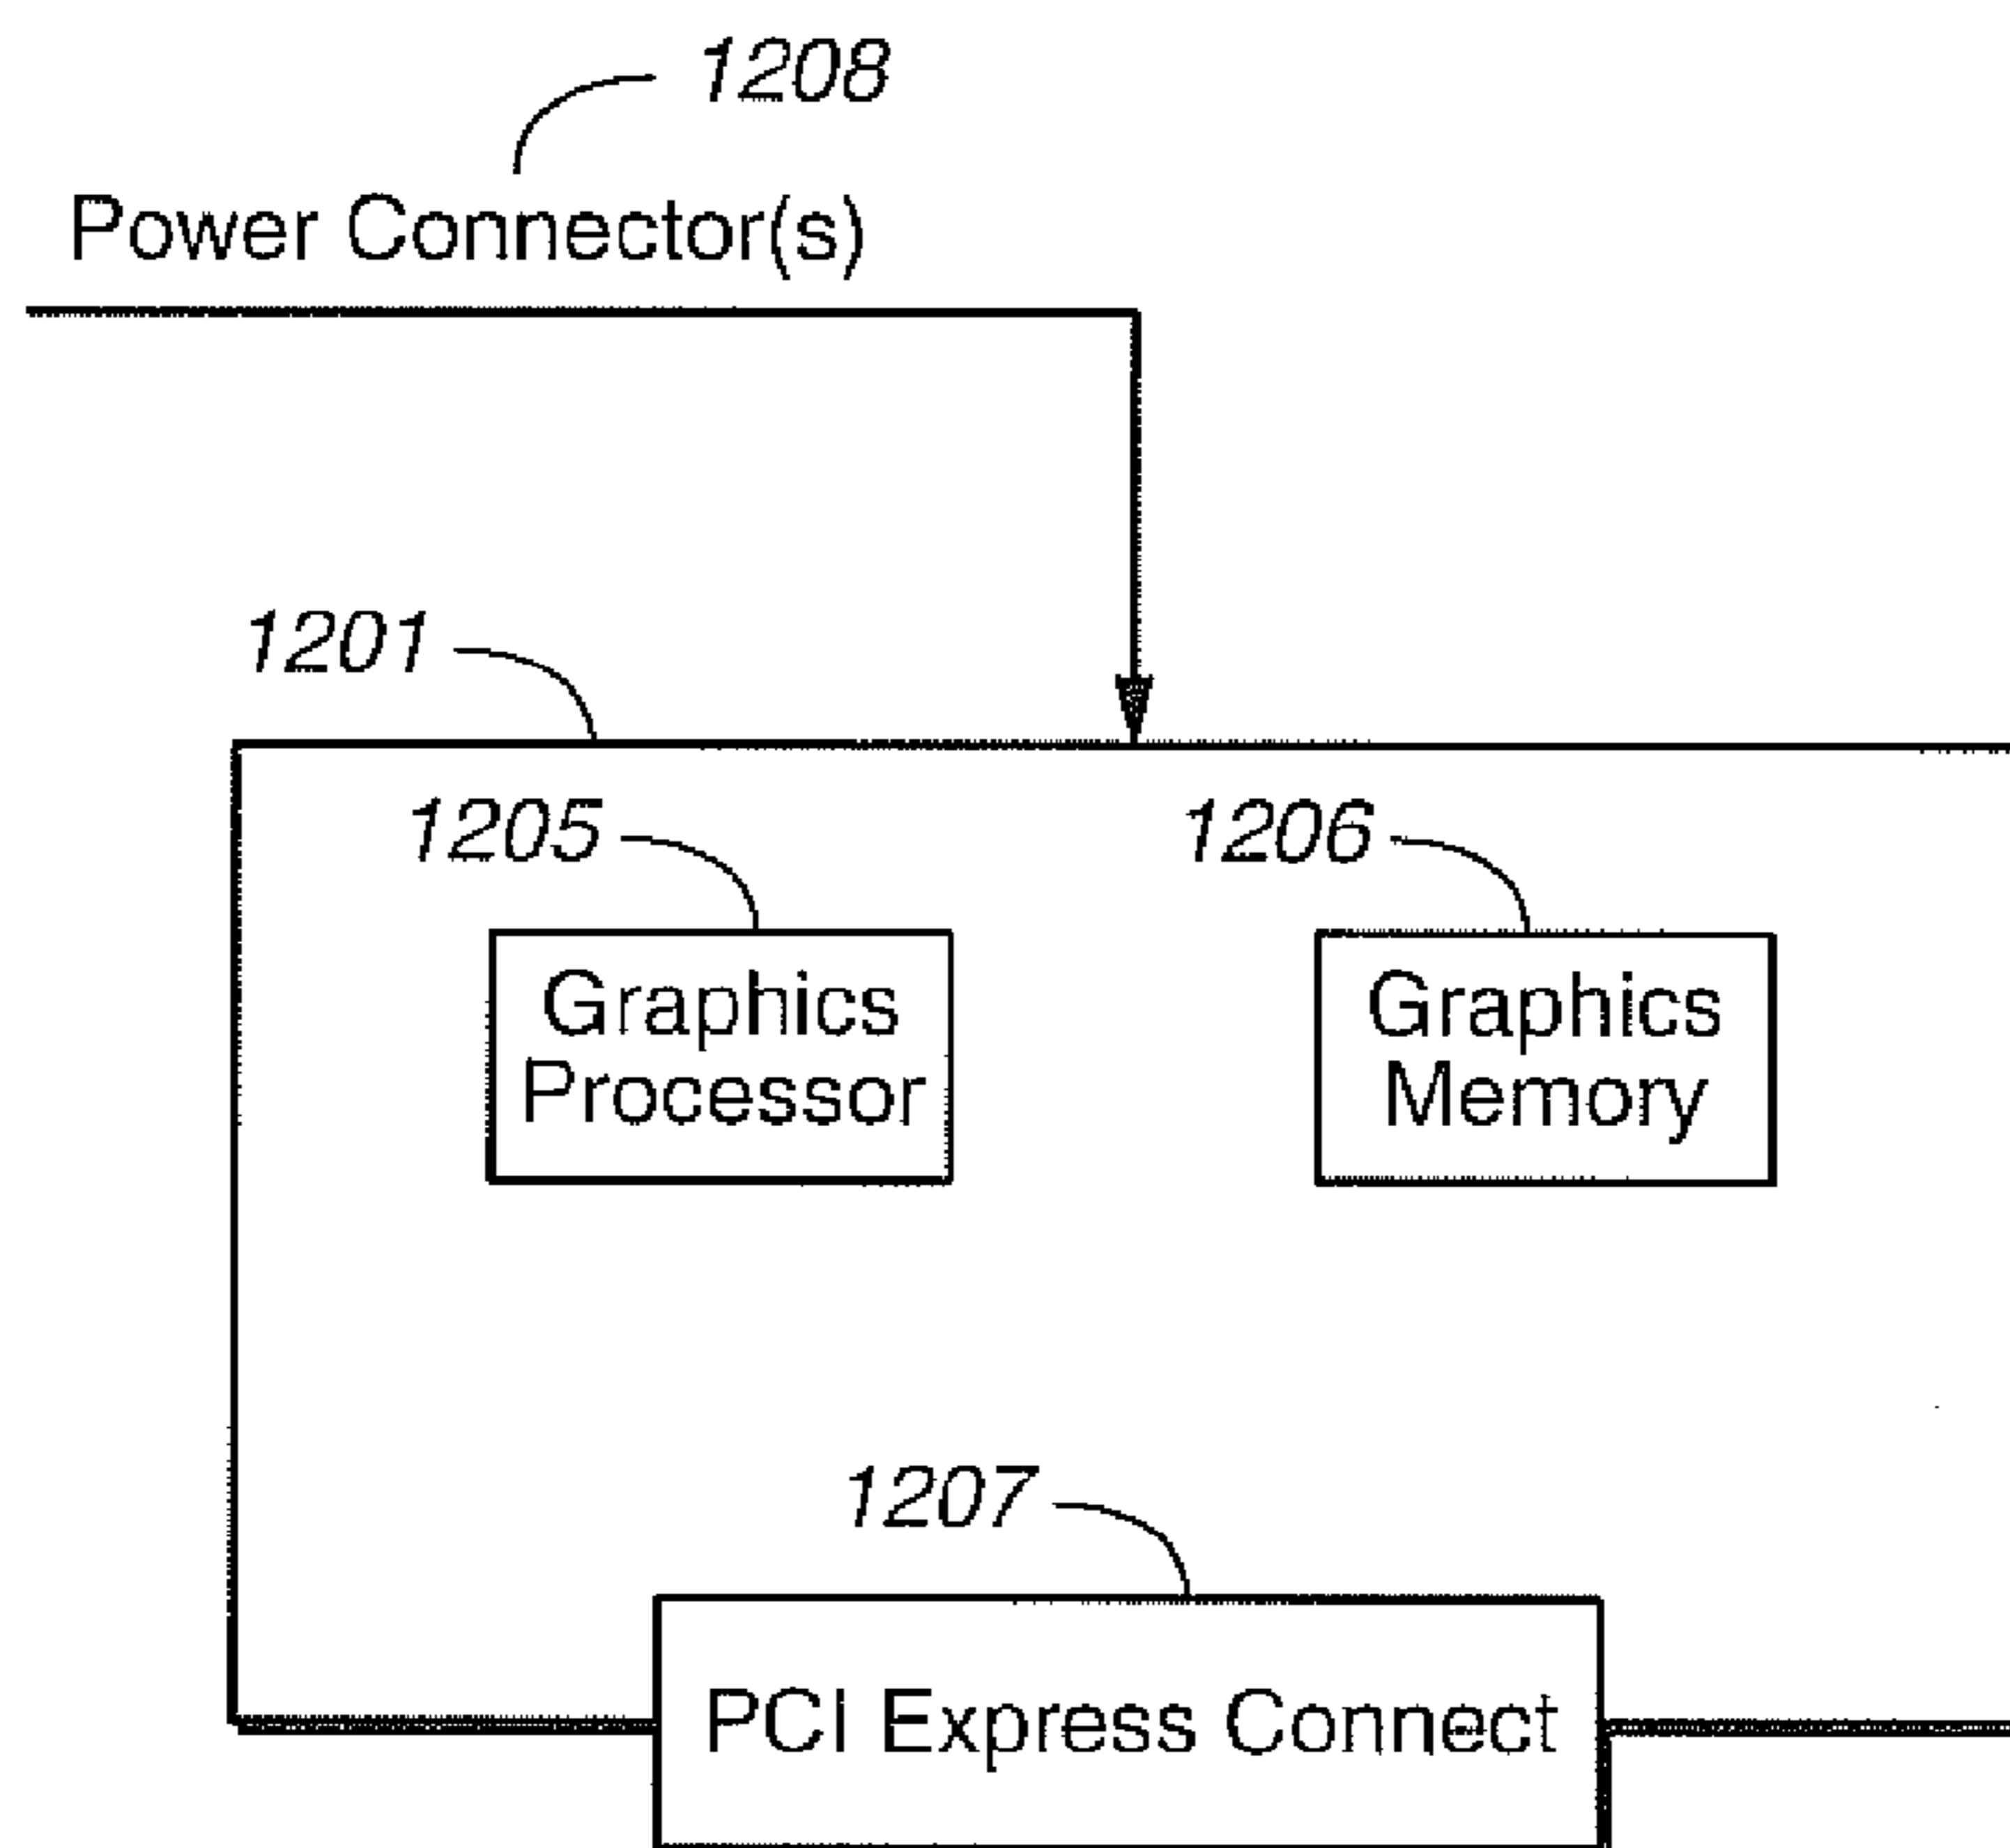 1208
Power Connector(s)
1201
1205
1206
Graphics
Processor
Graphics
Memory
1207
PCI Express Connect